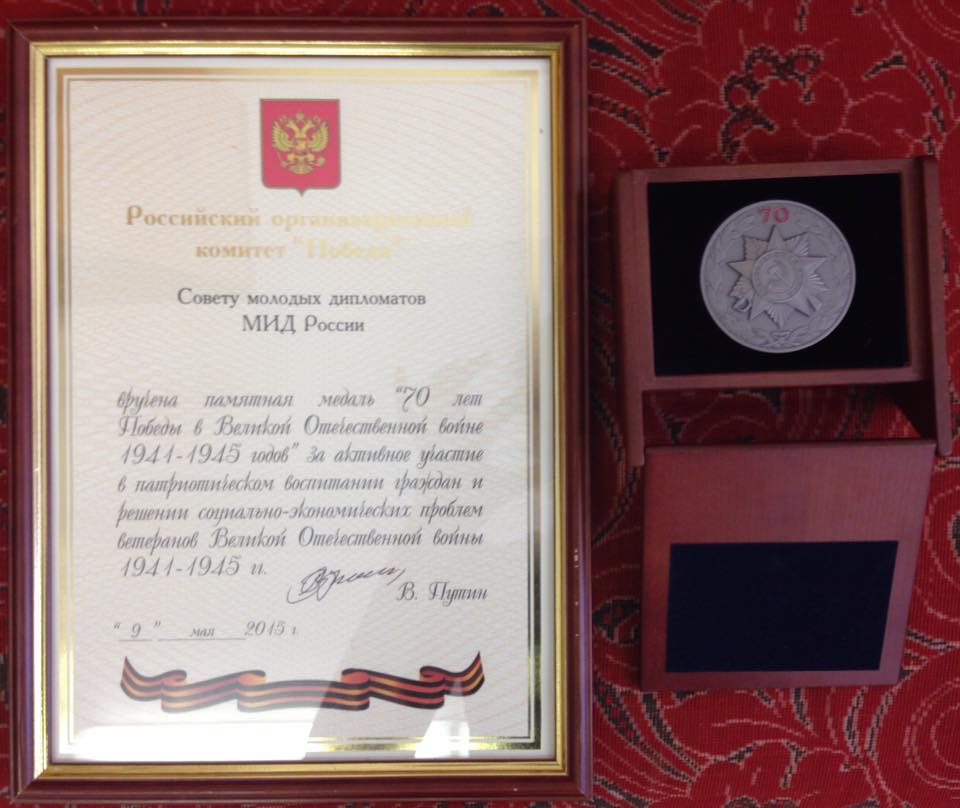 Российский организационный
комитет "Победа"
Совету молодых дипломатов
МИД России
вручена памятная медаль "70 лет
Победы в Великой Отечественной войне
1941-1945 годов" за активное участие
в патриотическом воспитании граждан и
решении социально-экономических проблем
ветеранов Великой Отечественной войны
1941-1945 гг.
В. Путин
"9" мая 2015 г.
70